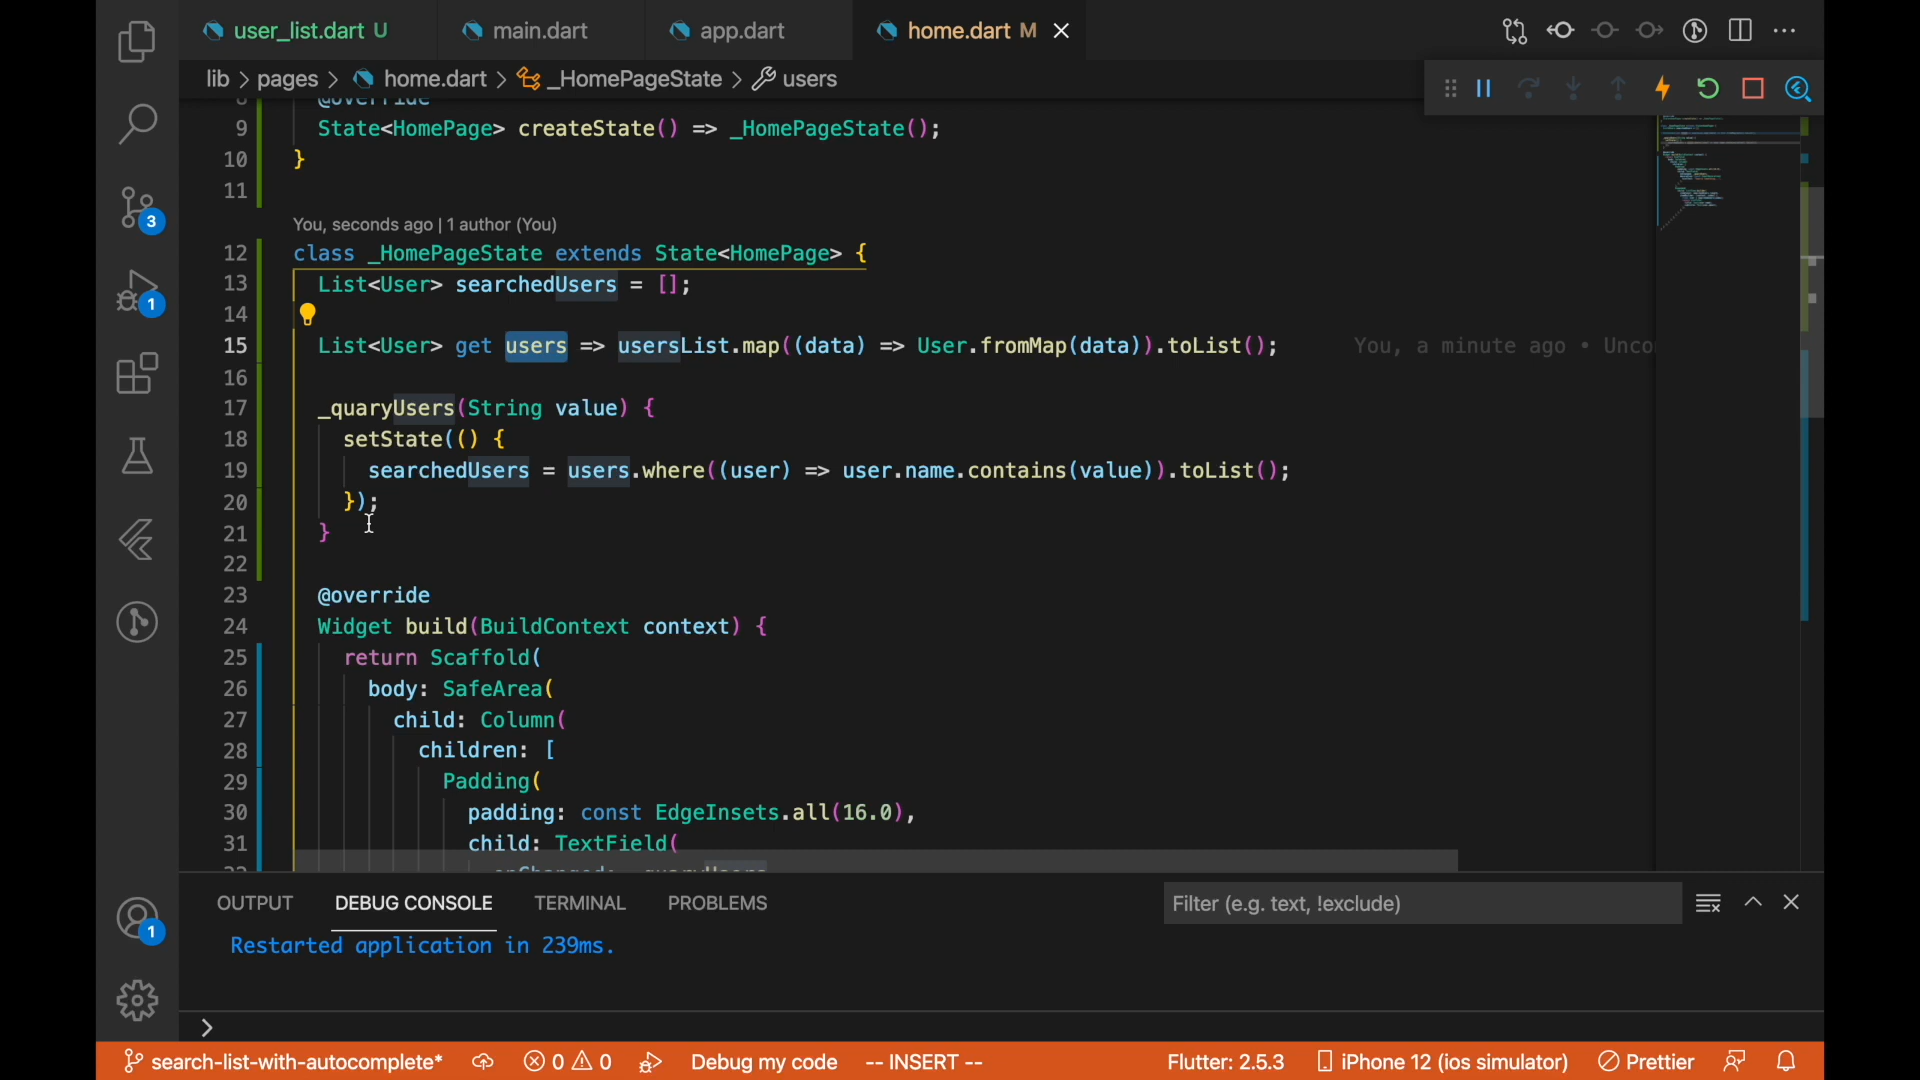 user_list.dart U
main.dart
app.dart
home.dart M
lib > pages > home.dart > _HomePageState > users
8 @override
9 State<HomePage> createState() => _HomePageState();
10 }
11
You, seconds ago | 1 author (You)
12 class _HomePageState extends State<HomePage> {
13 List<User> searchedUsers = [];
14
15 List<User> get users => usersList.map((data) => User.fromMap(data)).toList(); You, a minute ago • Unco
16
17 _quaryUsers(String value) {
18 setState(() {
19 searchedUsers = users.where((user) => user.name.contains(value)).toList();
20 });
21 }
22
23 @override
24 Widget build(BuildContext context) {
25 return Scaffold(
26 body: SafeArea(
27 child: Column(
28 children: [
29 Padding(
30 padding: const EdgeInsets.all(16.0),
31 child: TextField(
3
1
1
OUTPUT
DEBUG CONSOLE
TERMINAL
PROBLEMS
Filter (e.g. text, !exclude)
Restarted application in 239ms.
search-list-with-autocomplete*
0
0
Debug my code
-- INSERT --
Flutter: 2.5.3
iPhone 12 (ios simulator)
Prettier